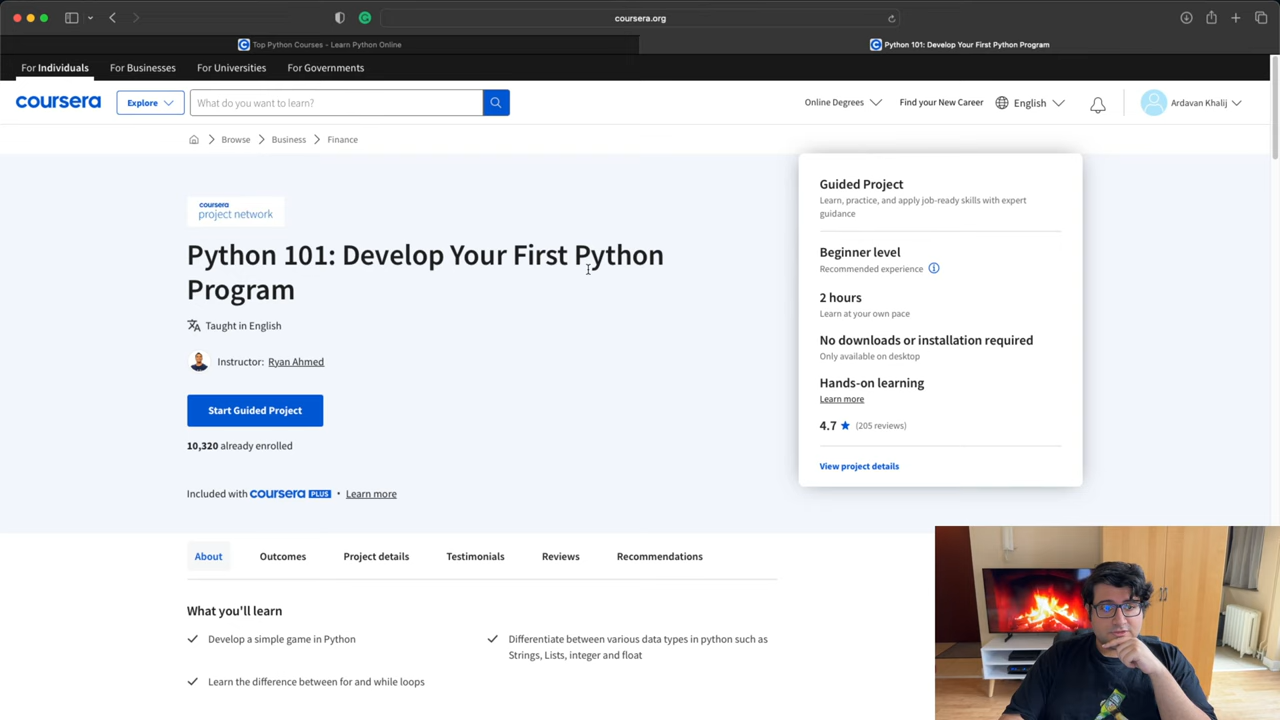 coursera.org
Top Python Courses - Learn Python Online
Python 101: Develop Your First Python Program
For Individuals
For Businesses
For Universities
For Governments
coursera
Explore
What do you want to learn?
Online Degrees
Find your New Career
English
Ardavan Khalij
Browse
Business
Finance
coursera
project network
Python 101: Develop Your First Python
Program
Taught in English
Instructor: Ryan Ahmed
Start Guided Project
10,320 already enrolled
Included with coursera PLUS • Learn more
Guided Project
Learn, practice, and apply job-ready skills with expert
guidance
Beginner level
Recommended experience
2 hours
Learn at your own pace
No downloads or installation required
Only available on desktop
Hands-on learning
Learn more
4.7 ★ (205 reviews)
View project details
About
Outcomes
Project details
Testimonials
Reviews
Recommendations
What you'll learn
Develop a simple game in Python
Differentiate between various data types in python such as
Strings, Lists, integer and float
Learn the difference between for and while loops